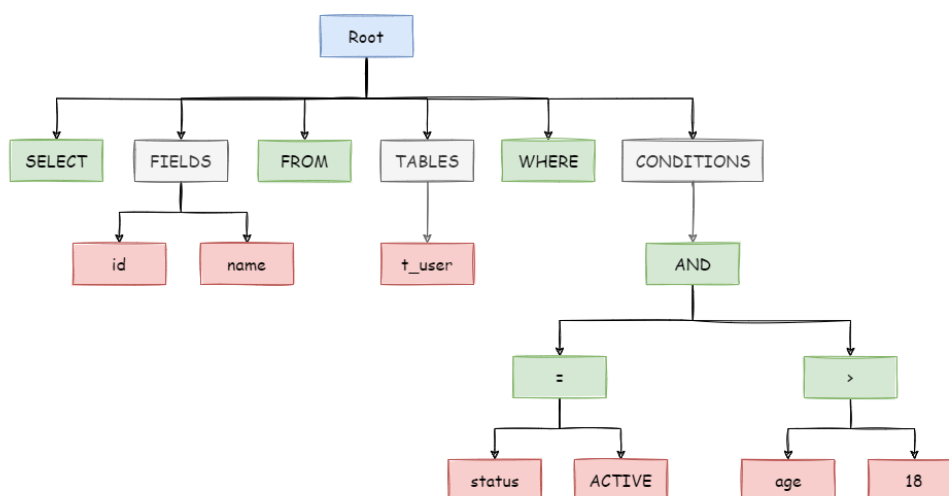 Root
SELECT FIELDS FROM TABLES WHERE CONDITIONS
id name t_user AND
= >
status ACTIVE age 18